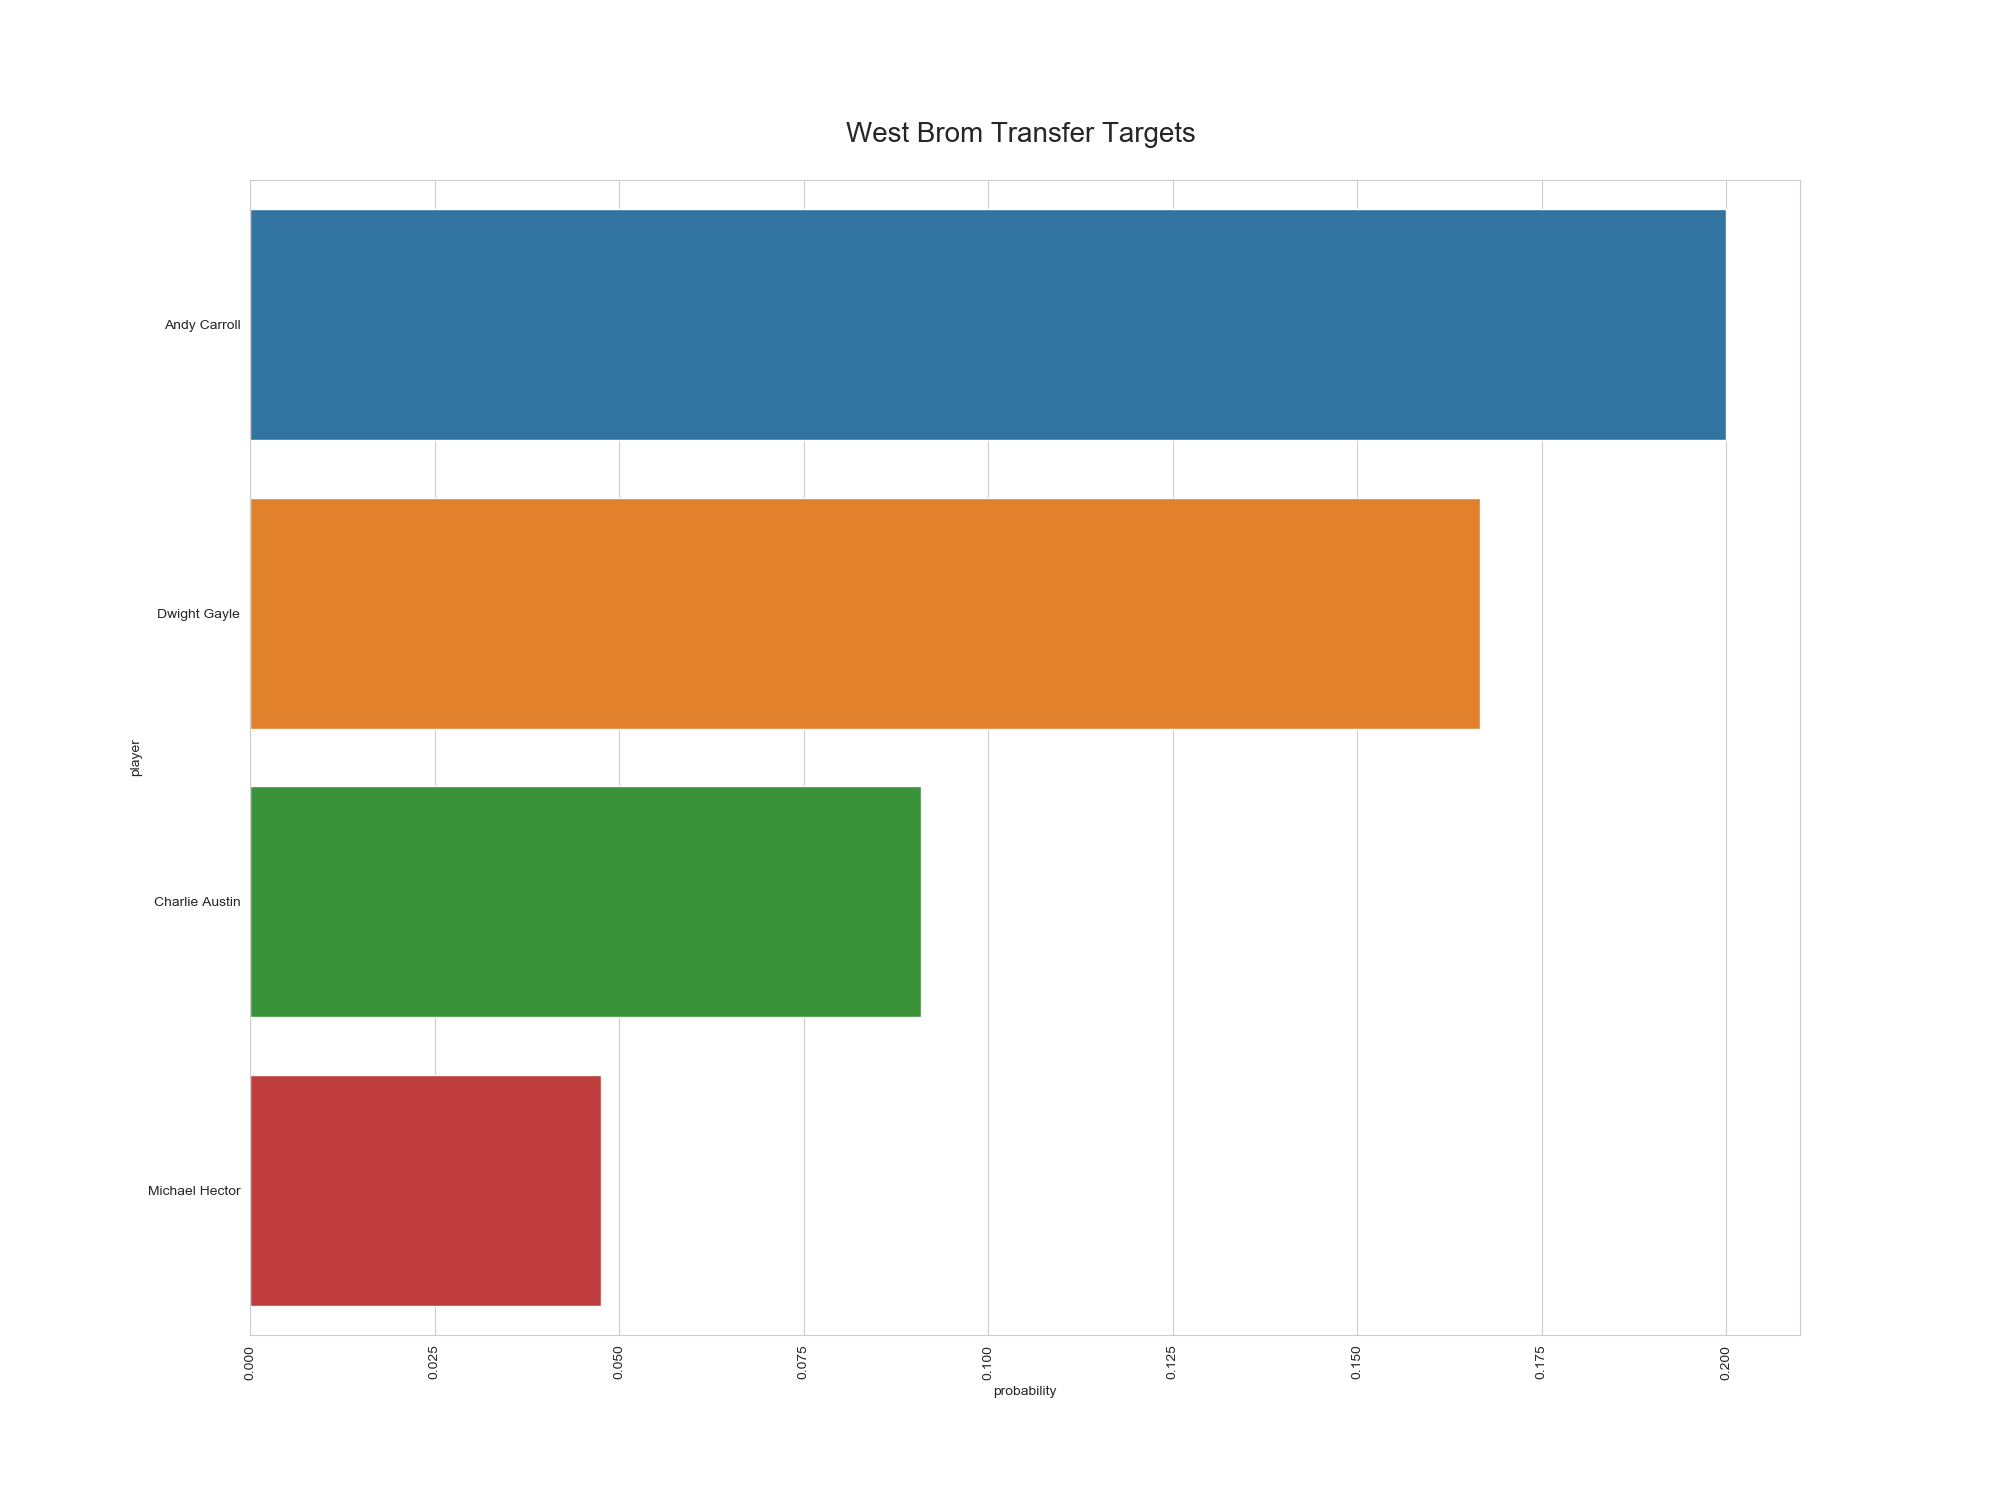 West Brom Transfer Targets
Andy Carroll
Dwight Gayle
Charlie Austin
Michael Hector
player
0.000
0.025
0.050
0.075
0.100
0.125
0.150
0.175
0.200
probability